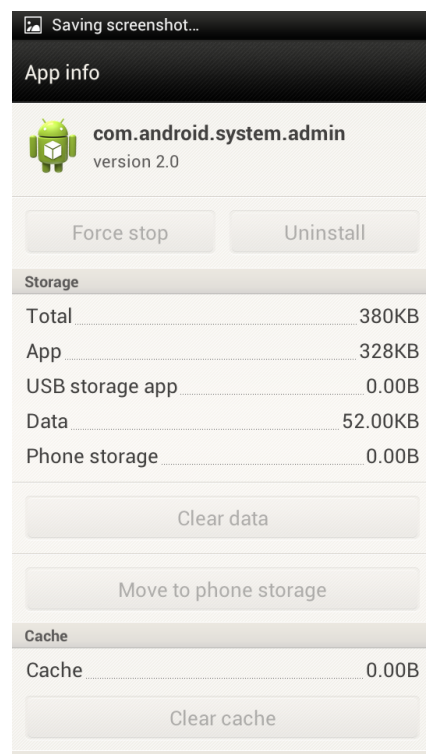 Saving screenshot...
App info
com.android.system.admin
version 2.0
Force stop Uninstall
Storage
Total 380KB
App 328KB
USB storage app 0.00B
Data 52.00KB
Phone storage 0.00B
Clear data
Move to phone storage
Cache
Cache 0.00B
Clear cache